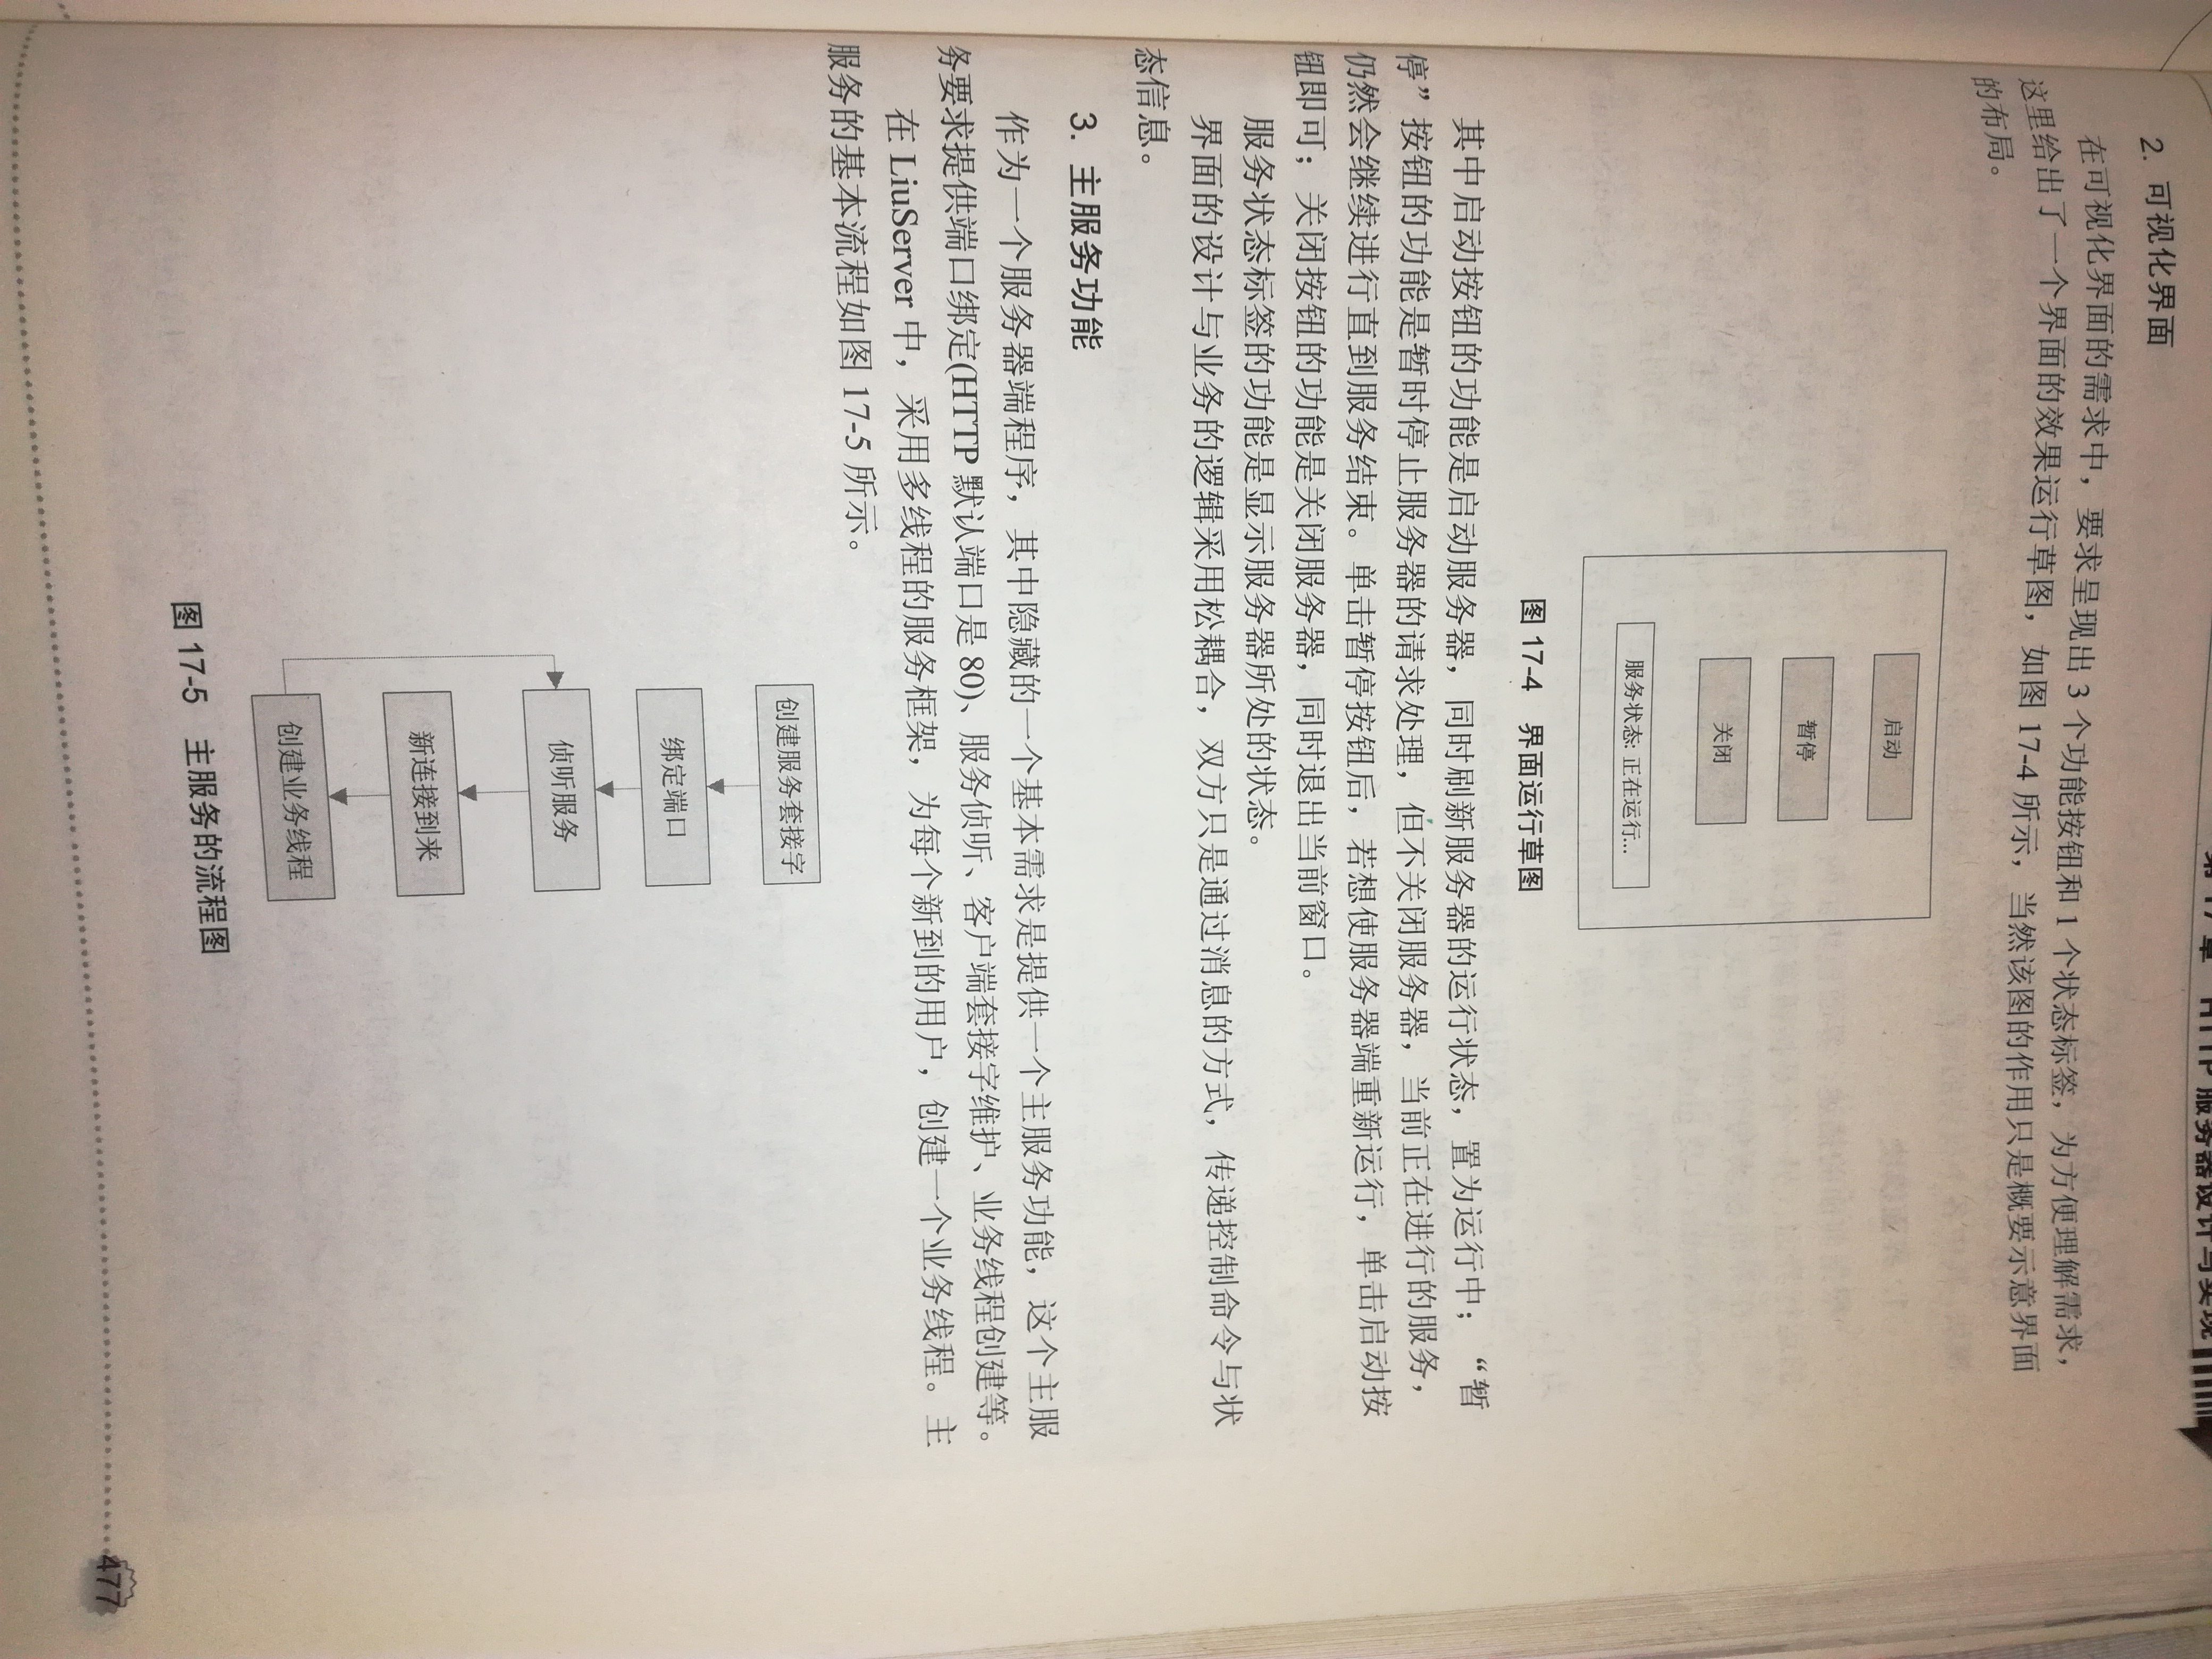 第 17 章 HTTP 服务器设计与实现
2. 可视化界面
在可视化界面的需求中，要求呈现出 3 个功能按钮和 1 个状态标签，为方便理解需求，
这里给出了一个界面的效果运行草图，如图 17-4 所示，当然该图的作用只是概要示意界面
的布局。
启动
暂停
关闭
服务状态: 正在运行...
图 17-4 界面运行草图
其中启动按钮的功能是启动服务器，同时刷新服务器的运行状态，置为运行中；“暂
停”按钮的功能是暂时停止服务器的请求处理，但不关闭服务器，当前正在进行的服务，
仍然会继续进行直到服务结束。单击暂停按钮后，若想使服务器端重新运行，单击启动按
钮即可；关闭按钮的功能是关闭服务器，同时退出当前窗口。
服务状态标签的功能是显示服务器所处的状态。
界面的设计与业务的逻辑采用松耦合，双方只是通过消息的方式，传递控制命令与状
态信息。
3. 主服务功能
作为一个服务器端程序，其中隐藏的一个基本需求是提供一个主服务功能，这个主服
务要求提供端口绑定(HTTP 默认端口是 80)、服务侦听、客户端套接字维护、业务线程创建等。
在 LiuServer 中，采用多线程的服务框架，为每个新到的用户，创建一个业务线程。主
服务的基本流程如图 17-5 所示。
创建服务套接字
绑定端口
侦听服务
新连接到来
创建业务线程
图 17-5 主服务的流程图
477